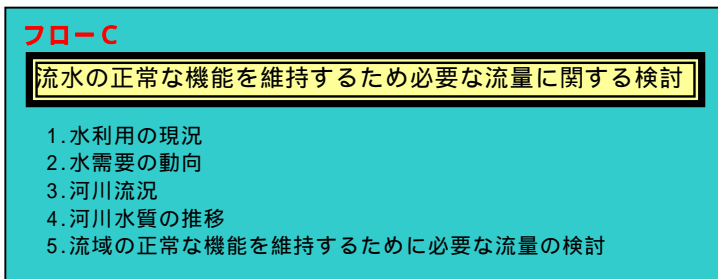 フローC
流水の正常な機能を維持するため必要な流量に関する検討
1.水利用の現況
2.水需要の動向
3.河川流況
4.河川水質の推移
5.流域の正常な機能を維持するために必要な流量の検討